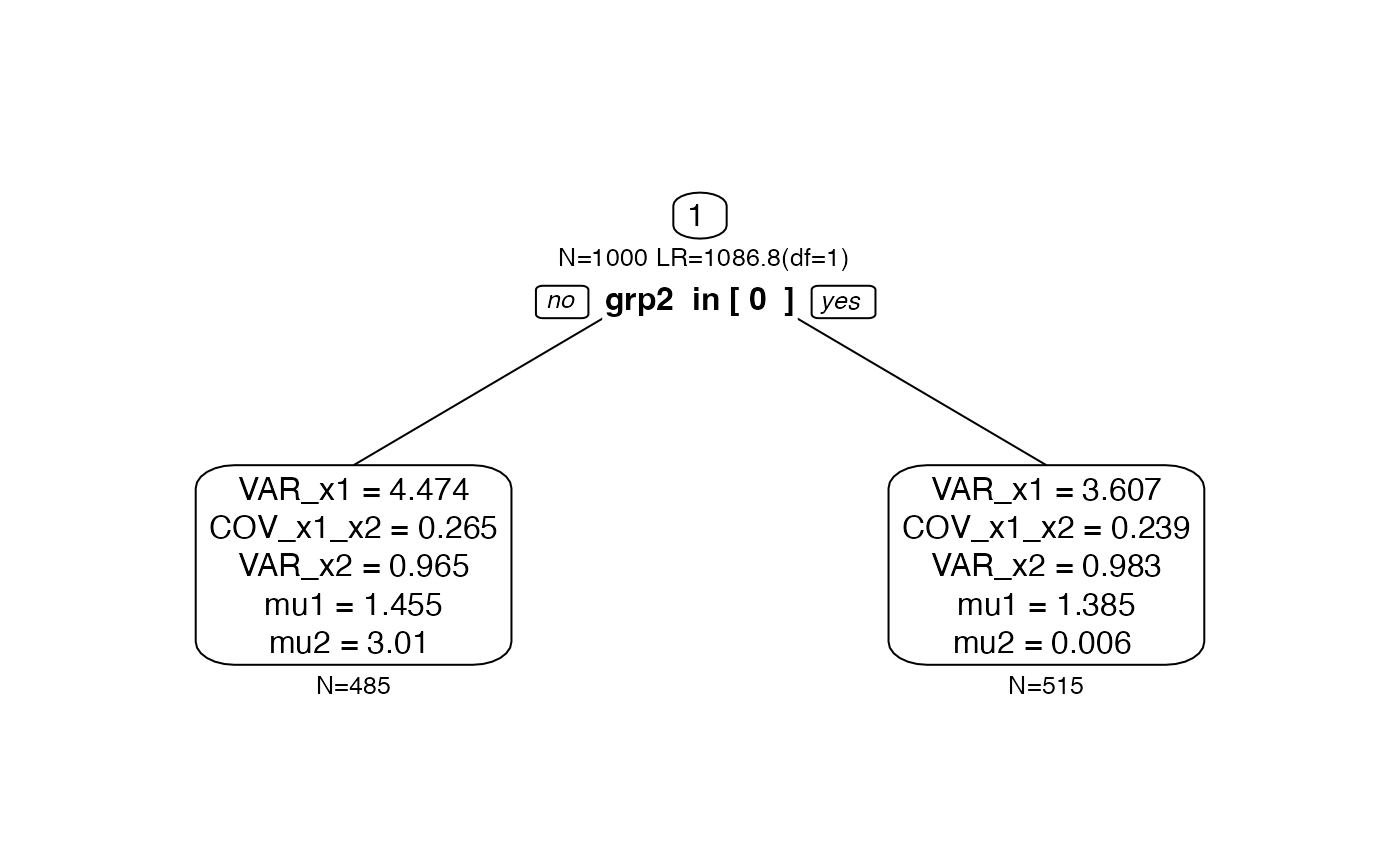 1
N=1000 LR=1086.8(df=1)
no grp2 in [ 0 ] yes
VAR_x1 = 4.474
COV_x1_x2 = 0.265
VAR_x2 = 0.965
mu1 = 1.455
mu2 = 3.01
N=485
VAR_x1 = 3.607
COV_x1_x2 = 0.239
VAR_x2 = 0.983
mu1 = 1.385
mu2 = 0.006
N=515